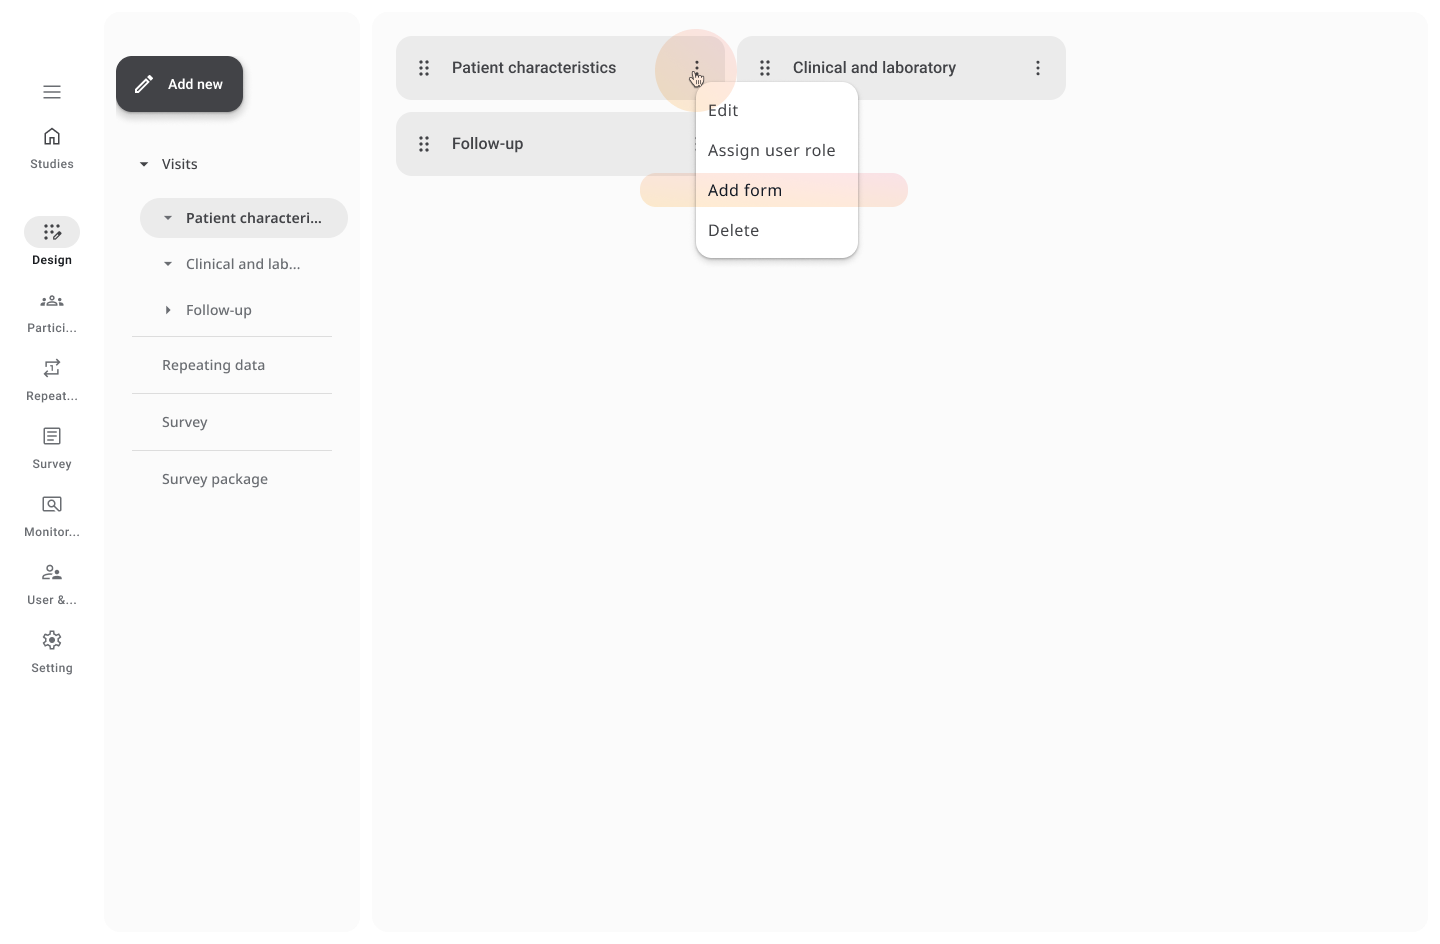 Studies
Design
Partici...
Repeat...
Survey
Monitor...
User &...
Setting
Add new
Visits
Patient characteri...
Clinical and lab...
Follow-up
Repeating data
Survey
Survey package
Patient characteristics
Clinical and laboratory
Follow-up
Edit
Assign user role
Add form
Delete